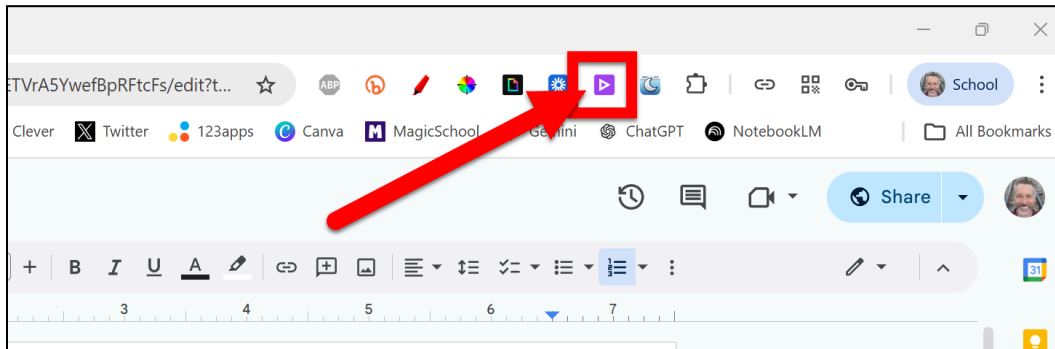 ETVrA5YwefBpRFtcFs/edit?t... ABP School
Clever Twitter 123apps Canva MagicSchool Gemini ChatGPT NotebookLM All Bookmarks
Share
B I U A 31
3 4 5 6 7